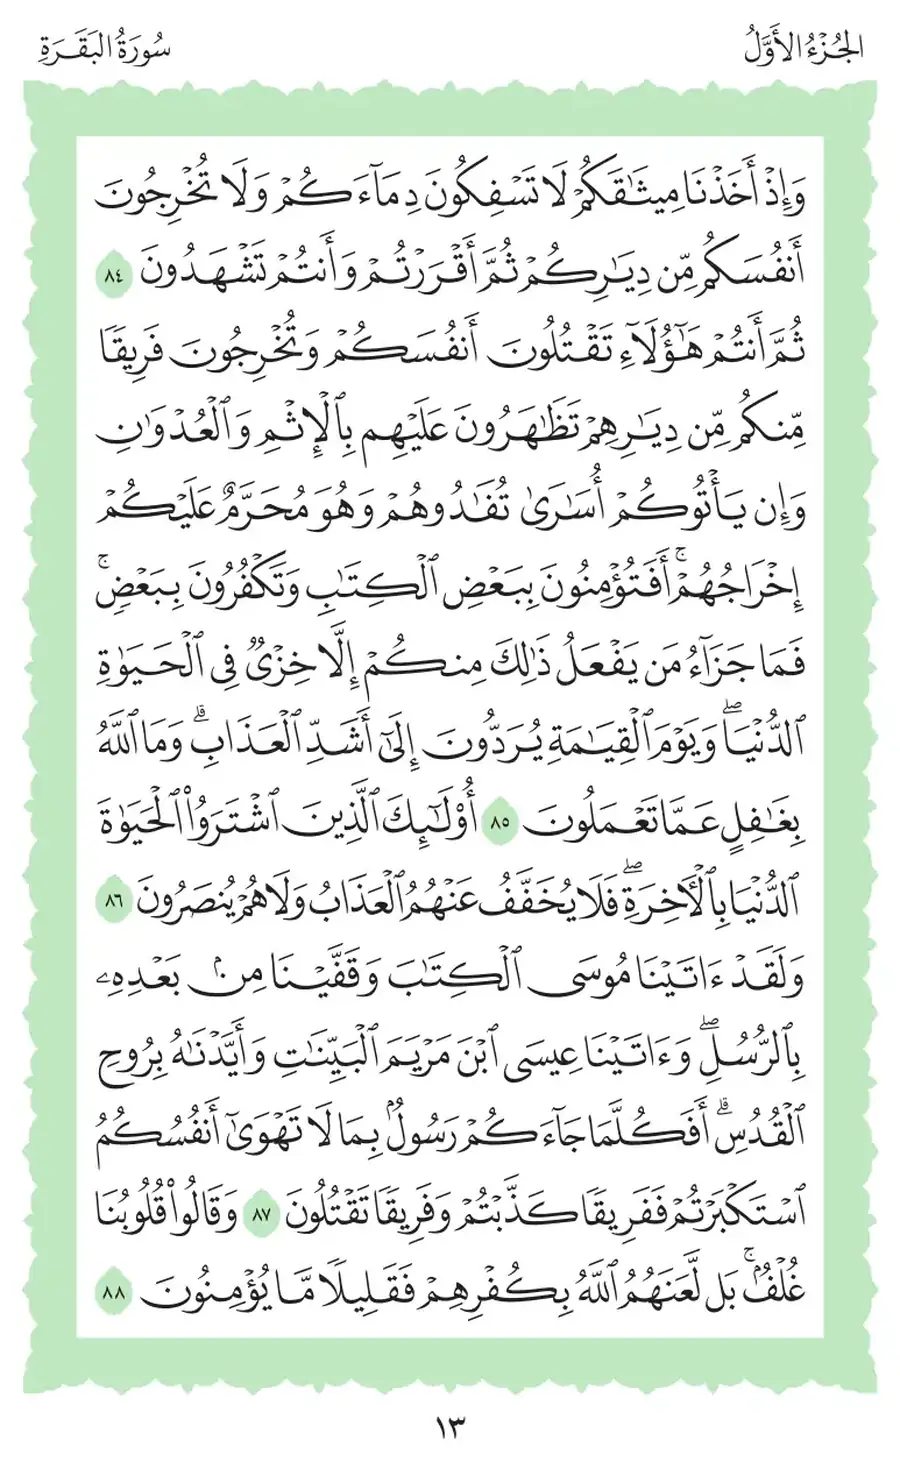 الجُزْءُ الأَوَّلُ
سُورَةُ البَقَرَةِ
وَإِذۡ أَخَذۡنَا مِيثَٰقَكُمۡ لَا تَسۡفِكُونَ دِمَآءَكُمۡ وَلَا تُخۡرِجُونَ
أَنفُسَكُم مِّن دِيَٰرِكُمۡ ثُمَّ أَقۡرَرۡتُمۡ وَأَنتُمۡ تَشۡهَدُونَ ٨٤
ثُمَّ أَنتُمۡ هَٰٓؤُلَآءِ تَقۡتُلُونَ أَنفُسَكُمۡ وَتُخۡرِجُونَ فَرِيقٗا
مِّنكُم مِّن دِيَٰرِهِمۡ تَظَٰهَرُونَ عَلَيۡهِم بِٱلۡإِثۡمِ وَٱلۡعُدۡوَٰنِ
وَإِن يَأۡتُوكُمۡ أُسَٰرَىٰ تُفَٰدُوهُمۡ وَهُوَ مُحَرَّمٌ عَلَيۡكُمۡ
إِخۡرَاجُهُمۡۚ أَفَتُؤۡمِنُونَ بِبَعۡضِ ٱلۡكِتَٰبِ وَتَكۡفُرُونَ بِبَعۡضٖۚ
فَمَا جَزَآءُ مَن يَفۡعَلُ ذَٰلِكَ مِنكُمۡ إِلَّا خِزۡيٞ فِي ٱلۡحَيَوٰةِ
ٱلدُّنۡيَاۖ وَيَوۡمَ ٱلۡقِيَٰمَةِ يُرَدُّونَ إِلَىٰٓ أَشَدِّ ٱلۡعَذَابِۗ وَمَا ٱللَّهُ
بِغَٰفِلٍ عَمَّا تَعۡمَلُونَ ٨٥ أُوْلَٰٓئِكَ ٱلَّذِينَ ٱشۡتَرَوُاْ ٱلۡحَيَوٰةَ
ٱلدُّنۡيَا بِٱلۡأٓخِرَةِۖ فَلَا يُخَفَّفُ عَنۡهُمُ ٱلۡعَذَابُ وَلَا هُمۡ يُنصَرُونَ ٨٦
وَلَقَدۡ ءَاتَيۡنَا مُوسَى ٱلۡكِتَٰبَ وَقَفَّيۡنَا مِنۢ بَعۡدِهِۦ
بِٱلرُّسُلِۖ وَءَاتَيۡنَا عِيسَى ٱبۡنَ مَرۡيَمَ ٱلۡبَيِّنَٰتِ وَأَيَّدۡنَٰهُ بِرُوحِ
ٱلۡقُدُسِۗ أَفَكُلَّمَا جَآءَكُمۡ رَسُولُۢ بِمَا لَا تَهۡوَىٰٓ أَنفُسُكُمُ
ٱسۡتَكۡبَرۡتُمۡ فَفَرِيقٗا كَذَّبۡتُمۡ وَفَرِيقٗا تَقۡتُلُونَ ٨٧ وَقَالُواْ قُلُوبُنَا
غُلۡفُۢۚ بَل لَّعَنَهُمُ ٱللَّهُ بِكُفۡرِهِمۡ فَقَلِيلٗا مَّا يُؤۡمِنُونَ ٨٨
١٣